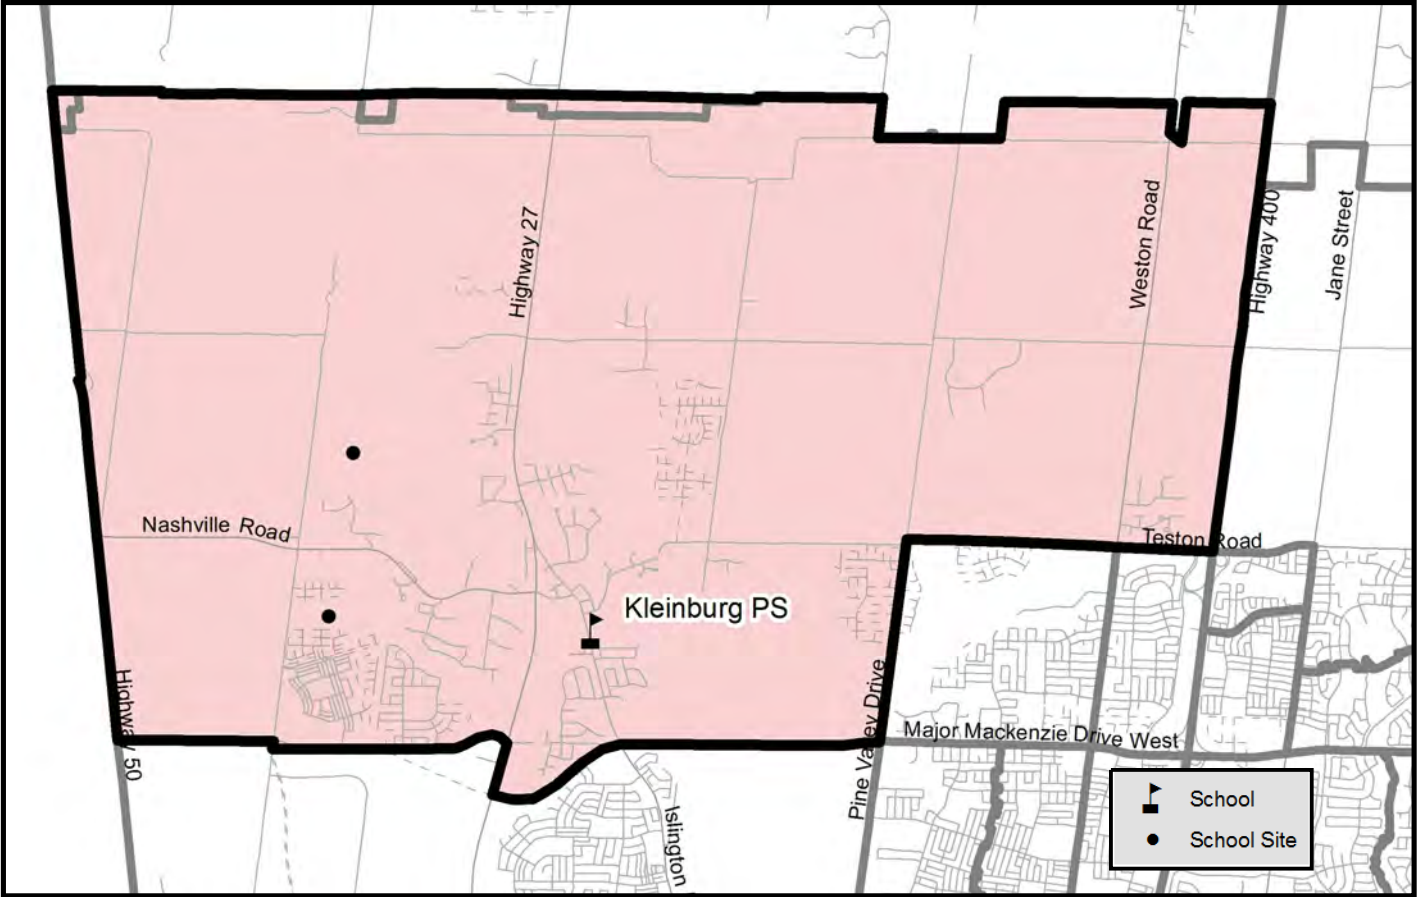 Highway 27
Weston Road
Highway 400
Jane Street
Nashville Road
Teston Road
Kleinburg PS
Highway 50
Pine Valley Drive
Major Mackenzie Drive West
Islington
School
School Site